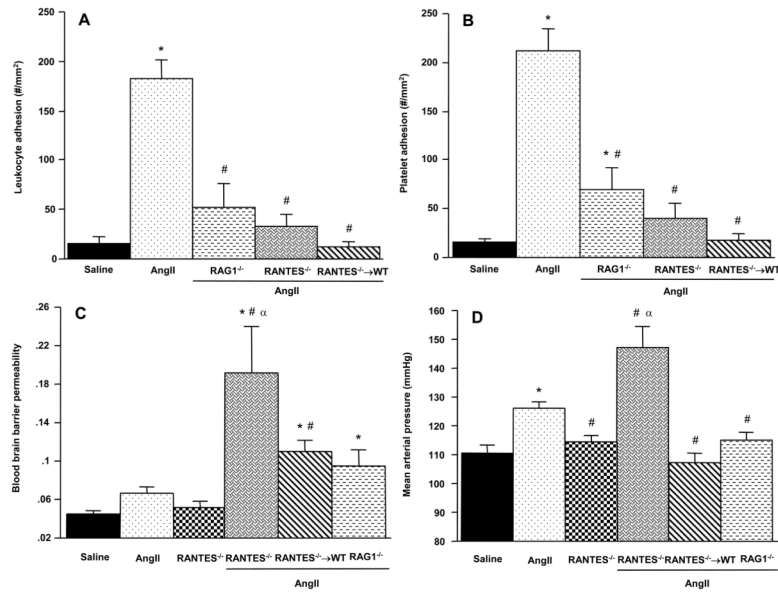 A
Leukocyte adhesion (#/mm²)
250
200
150
100
50
0
*
#
#
#
Saline
AngII
RAG1-/-
RANTES-/-
RANTES-/-→WT
AngII
B
Platelet adhesion (#/mm²)
250
200
150
100
50
0
*
* #
#
#
Saline
AngII
RAG1-/-
RANTES-/-
RANTES-/-→WT
AngII
C
Blood brain barrier permeability
.26
.22
.18
.14
.1
.06
.02
* # α
* #
*
Saline
AngII
RANTES-/-
RANTES-/-
RANTES-/-→WT
RAG1-/-
AngII
D
Mean arterial pressure (mmHg)
160
150
140
130
120
110
100
90
80
*
#
# α
#
#
Saline
AngII
RANTES-/-
RANTES-/-
RANTES-/-→WT
RAG1-/-
AngII